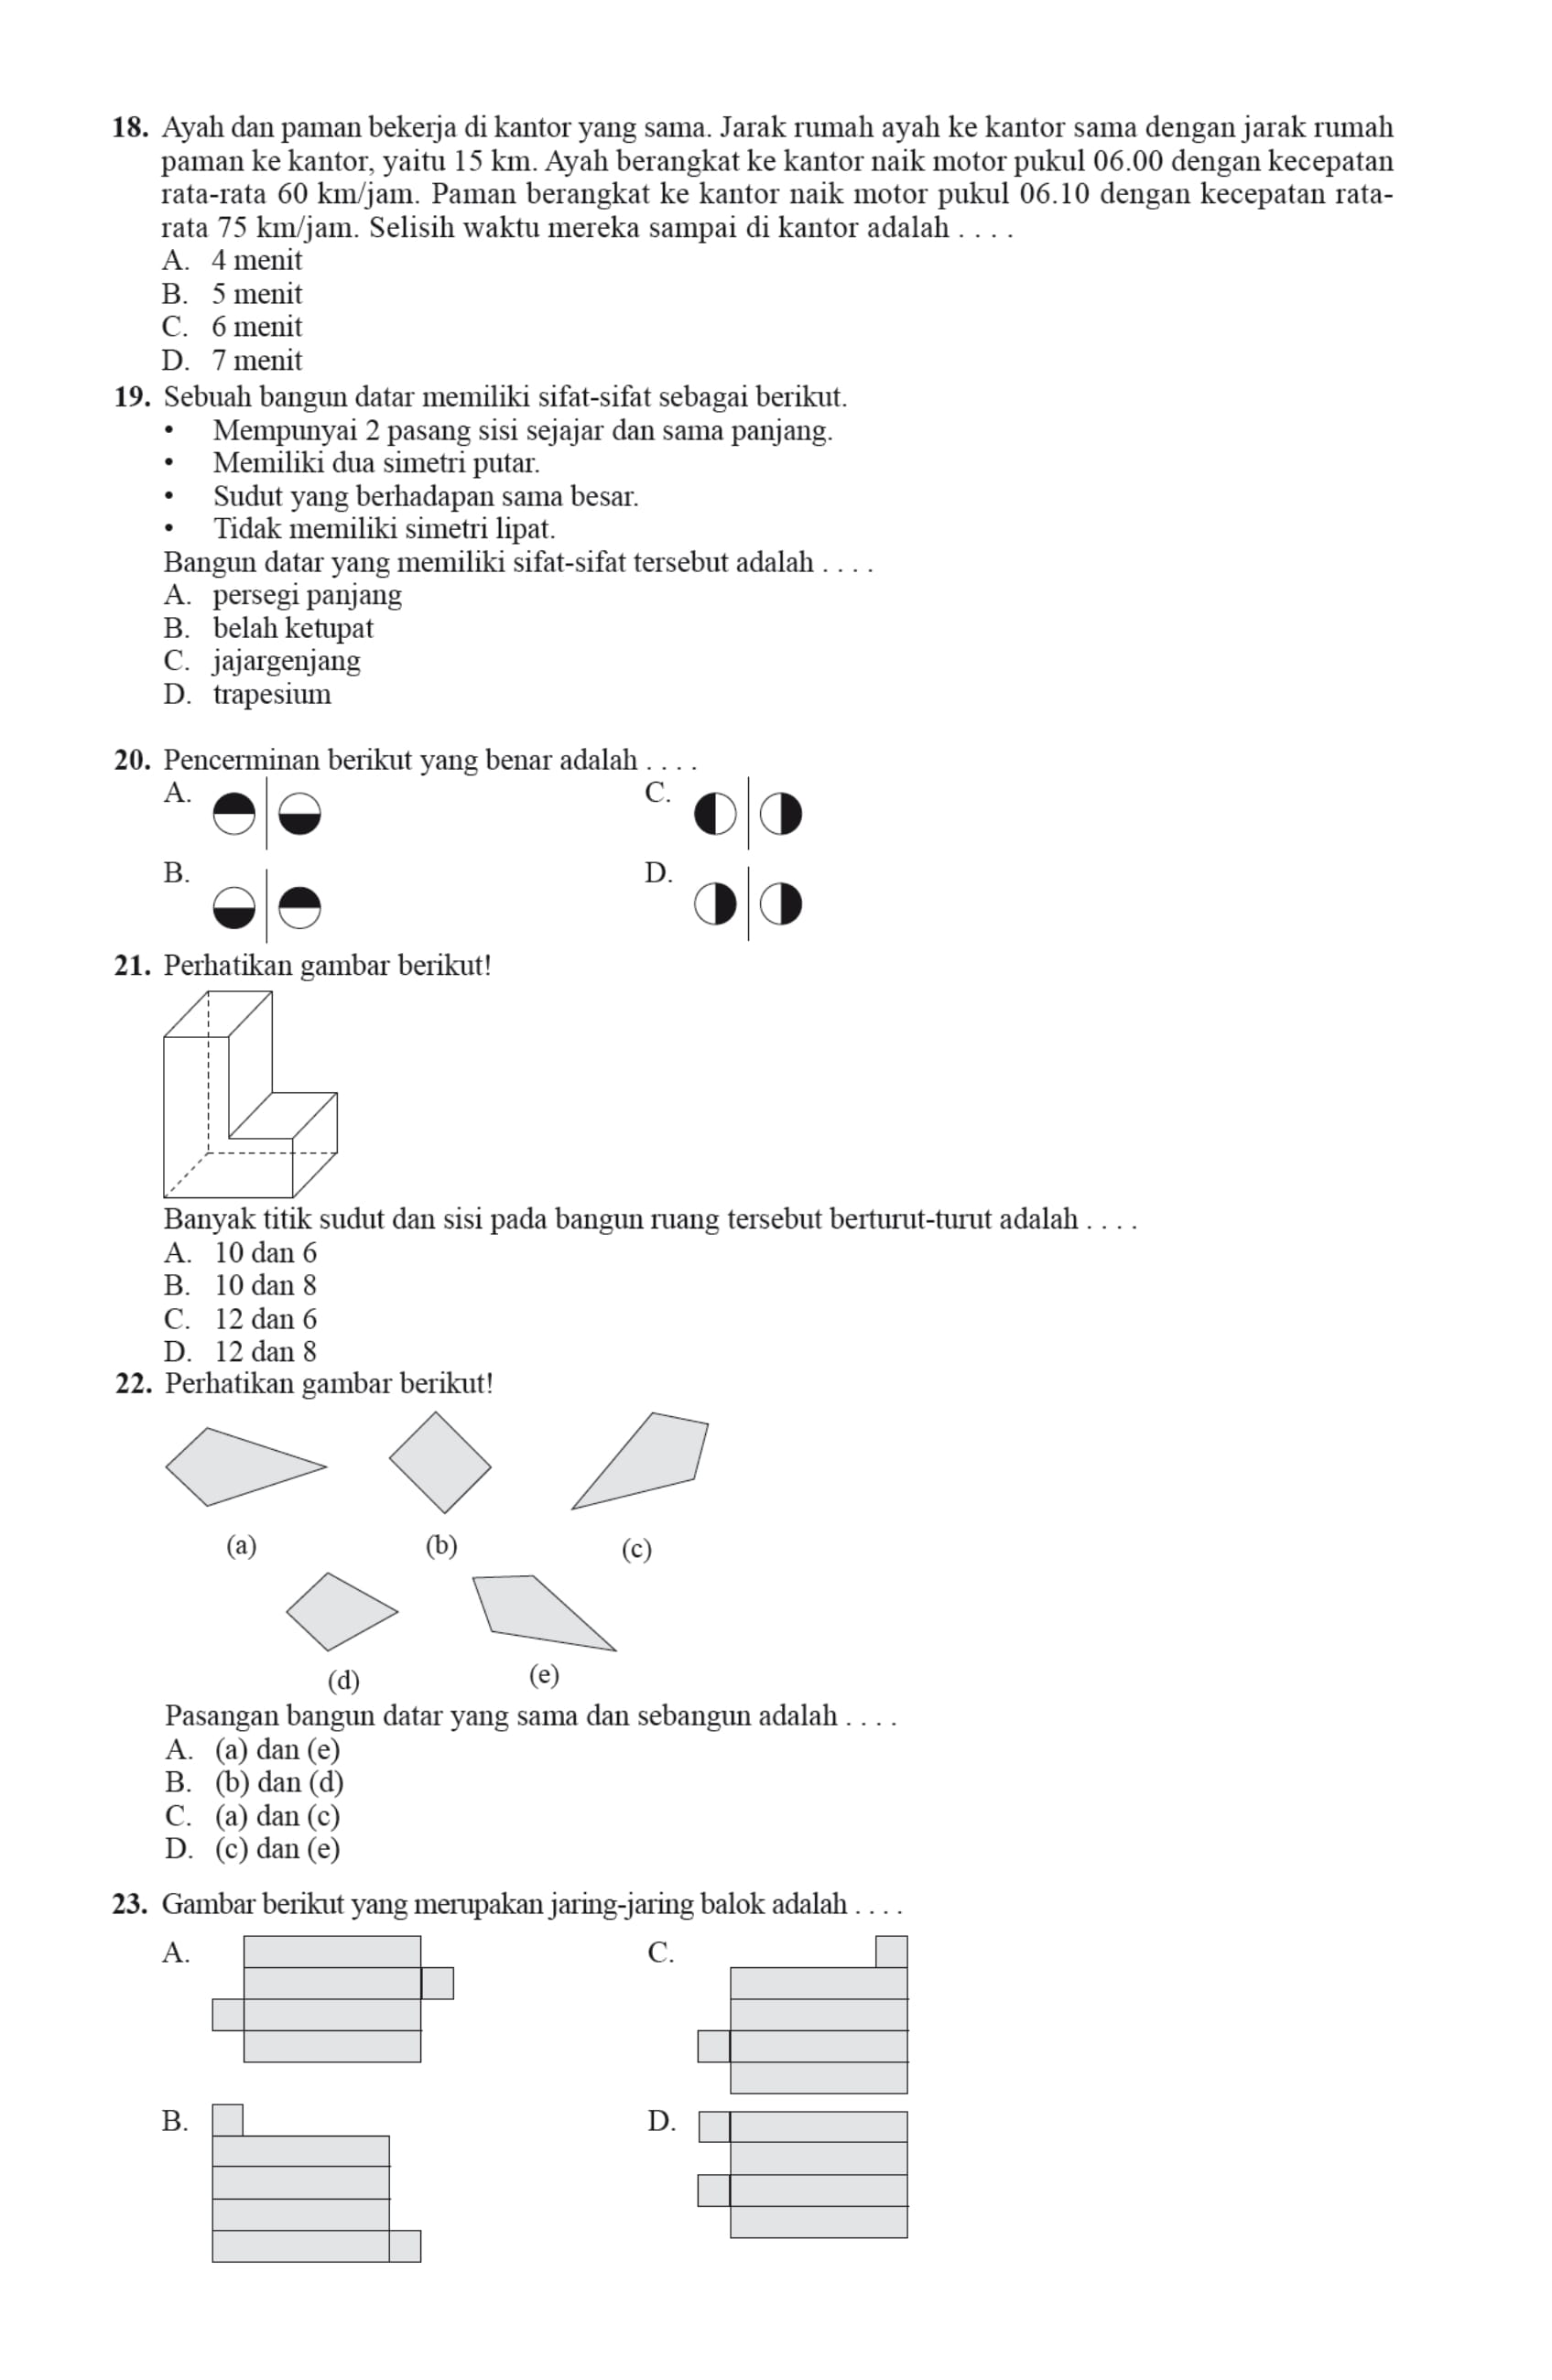 18. Ayah dan paman bekerja di kantor yang sama. Jarak rumah ayah ke kantor sama dengan jarak rumah
paman ke kantor, yaitu 15 km. Ayah berangkat ke kantor naik motor pukul 06.00 dengan kecepatan
rata-rata 60 km/jam. Paman berangkat ke kantor naik motor pukul 06.10 dengan kecepatan rata-
rata 75 km/jam. Selisih waktu mereka sampai di kantor adalah . . . .
A. 4 menit
B. 5 menit
C. 6 menit
D. 7 menit
19. Sebuah bangun datar memiliki sifat-sifat sebagai berikut.
• Mempunyai 2 pasang sisi sejajar dan sama panjang.
• Memiliki dua simetri putar.
• Sudut yang berhadapan sama besar.
• Tidak memiliki simetri lipat.
Bangun datar yang memiliki sifat-sifat tersebut adalah . . . .
A. persegi panjang
B. belah ketupat
C. jajargenjang
D. trapesium
20. Pencerminan berikut yang benar adalah . . . .
A.
C.
B.
D.
21. Perhatikan gambar berikut!
Banyak titik sudut dan sisi pada bangun ruang tersebut berturut-turut adalah . . . .
A. 10 dan 6
B. 10 dan 8
C. 12 dan 6
D. 12 dan 8
22. Perhatikan gambar berikut!
(a)
(b)
(c)
(d)
(e)
Pasangan bangun datar yang sama dan sebangun adalah . . . .
A. (a) dan (e)
B. (b) dan (d)
C. (a) dan (c)
D. (c) dan (e)
23. Gambar berikut yang merupakan jaring-jaring balok adalah . . . .
A.
C.
B.
D.